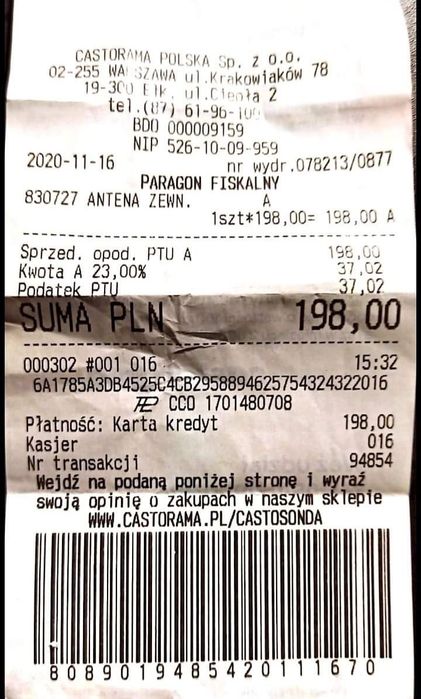 CASTORAMA POLSKA Sp. z o.o.
02-255 WARSZAWA ul.Krakowiaków 78
19-300 Ełk, ul.Ciepła 2
tel.(87) 61-96-100
BDO 000009159
NIP 526-10-09-959
2020-11-16 nr wydr.078213/0877
PARAGON FISKALNY
830727 ANTENA ZEWN. A
1szt*198,00= 198,00 A
Sprzed. opod. PTU A 198,00
Kwota A 23,00% 37,02
Podatek PTU 37,02
SUMA PLN 198,00
000302 #001 016 15:32
6A1785A3DB4525C4CB2958894625754324322016
CCO 1701480708
Płatność: Karta kredyt 198,00
Kasjer 016
Nr transakcji 94854
Wejdź na podaną poniżej stronę i wyraź
swoją opinię o zakupach w naszym sklepie
WWW.CASTORAMA.PL/CASTOSONDA
80890194854201111670